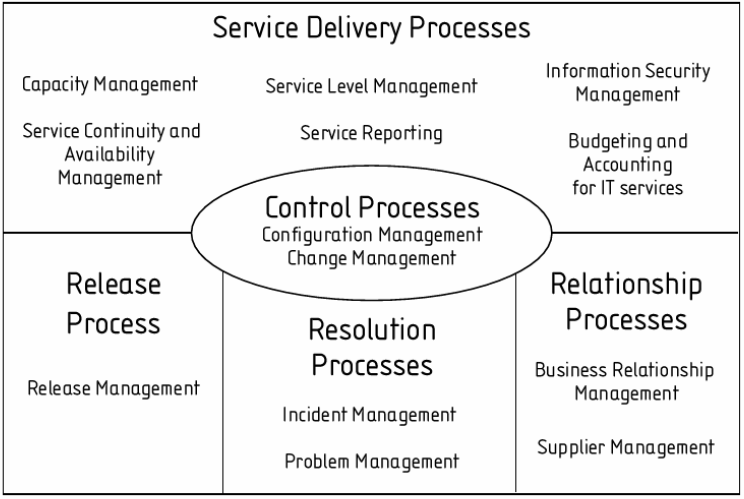 Service Delivery Processes
Capacity Management
Service Continuity and
Availability
Management
Service Level Management
Service Reporting
Information Security
Management
Budgeting and
Accounting
for IT services
Control Processes
Configuration Management
Change Management
Release
Process
Release Management
Resolution
Processes
Incident Management
Problem Management
Relationship
Processes
Business Relationship
Management
Supplier Management